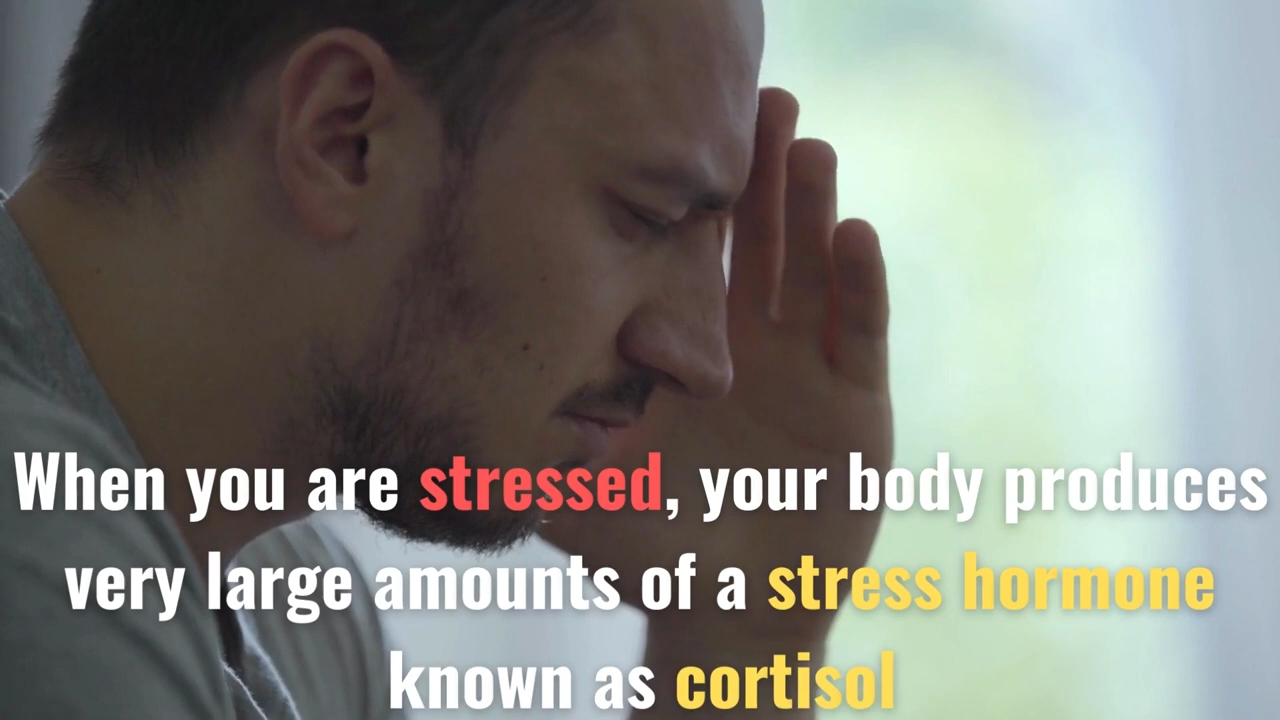 When you are stressed, your body produces
very large amounts of a stress hormone
known as cortisol